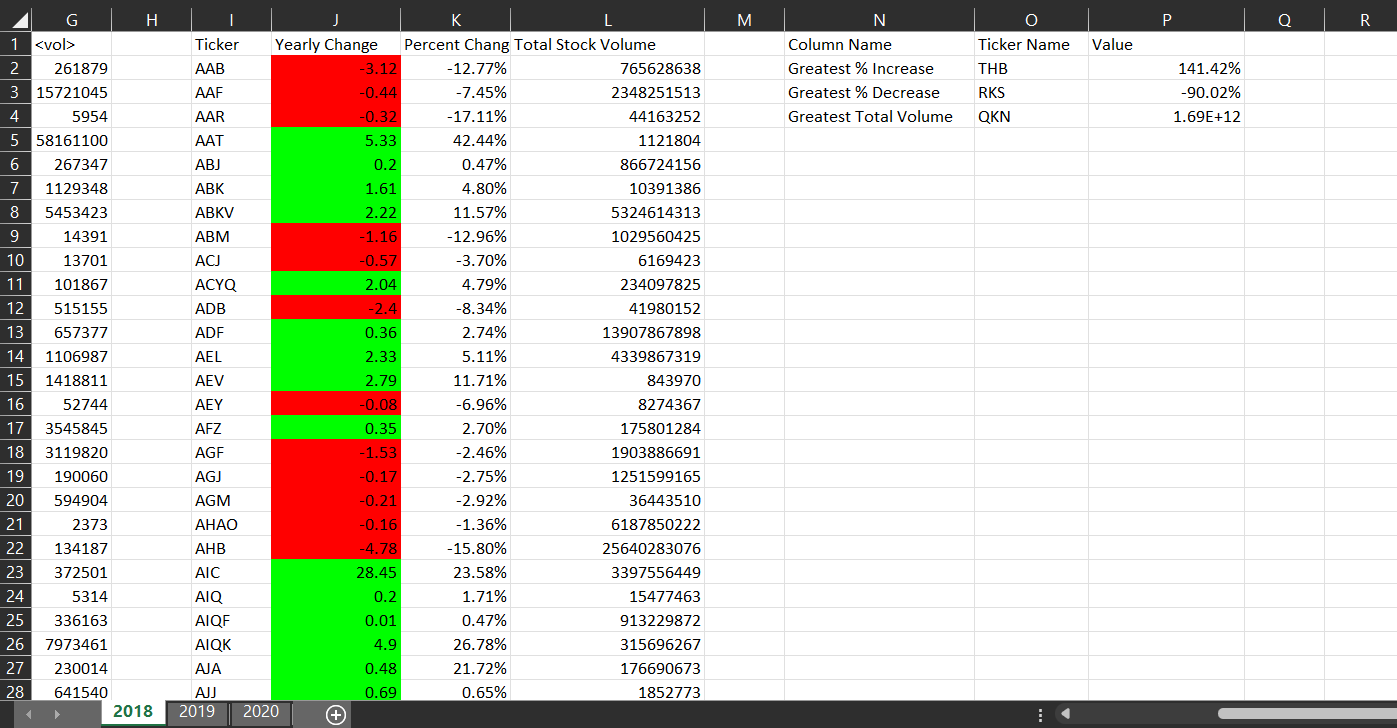 G H I J K L M N O P Q R
1 <vol> Ticker Yearly Change Percent Chang Total Stock Volume Column Name Ticker Name Value
2 261879 AAB -3.12 -12.77% 765628638 Greatest % Increase THB 141.42%
3 15721045 AAF -0.44 -7.45% 2348251513 Greatest % Decrease RKS -90.02%
4 5954 AAR -0.32 -17.11% 44163252 Greatest Total Volume QKN 1.69E+12
5 58161100 AAT 5.33 42.44% 1121804
6 267347 ABJ 0.2 0.47% 866724156
7 1129348 ABK 1.61 4.80% 10391386
8 5453423 ABKV 2.22 11.57% 5324614313
9 14391 ABM -1.16 -12.96% 1029560425
10 13701 ACJ -0.57 -3.70% 6169423
11 101867 ACYQ 2.04 4.79% 234097825
12 515155 ADB -2.4 -8.34% 41980152
13 657377 ADF 0.36 2.74% 13907867898
14 1106987 AEL 2.33 5.11% 4339867319
15 1418811 AEV 2.79 11.71% 843970
16 52744 AEY -0.08 -6.96% 8274367
17 3545845 AFZ 0.35 2.70% 175801284
18 3119820 AGF -1.53 -2.46% 1903886691
19 190060 AGJ -0.17 -2.75% 1251599165
20 594904 AGM -0.21 -2.92% 36443510
21 2373 AHAO -0.16 -1.36% 6187850222
22 134187 AHB -4.78 -15.80% 25640283076
23 372501 AIC 28.45 23.58% 3397556449
24 5314 AIQ 0.2 1.71% 15477463
25 336163 AIQF 0.01 0.47% 913229872
26 7973461 AIQK 4.9 26.78% 315696267
27 230014 AJA 0.48 21.72% 176690673
28 641540 AJJ 0.69 0.65% 1852773
2018 2019 2020